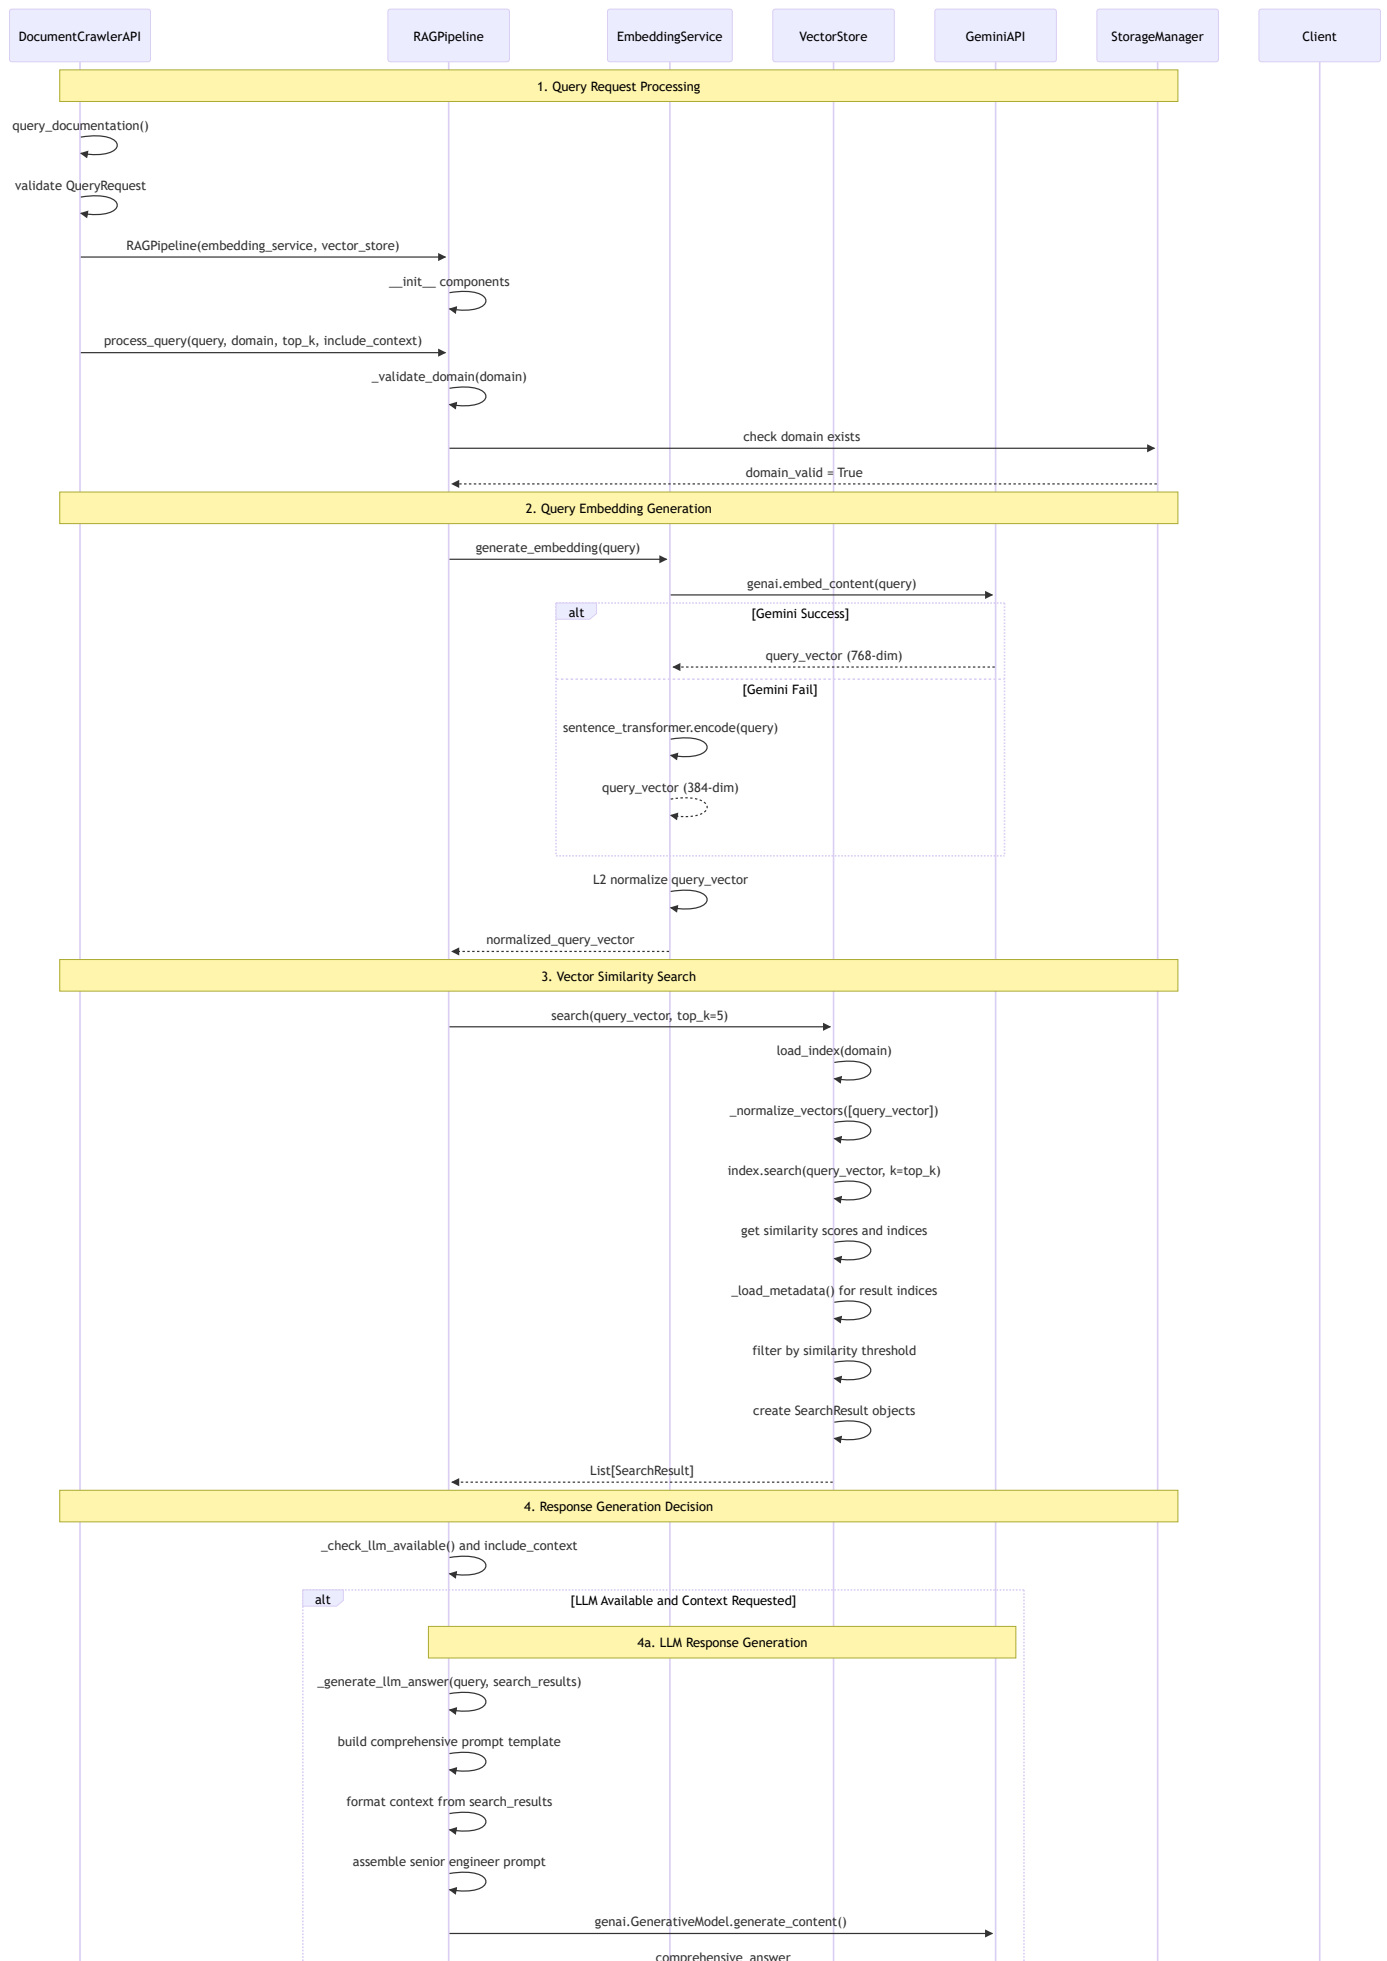 DocumentCrawlerAPI
RAGPipeline
EmbeddingService
VectorStore
GeminiAPI
StorageManager
Client
1. Query Request Processing
query_documentation()
validate QueryRequest
RAGPipeline(embedding_service, vector_store)
__init__ components
process_query(query, domain, top_k, include_context)
_validate_domain(domain)
check domain exists
domain_valid = True
2. Query Embedding Generation
generate_embedding(query)
genai.embed_content(query)
alt
[Gemini Success]
query_vector (768-dim)
[Gemini Fail]
sentence_transformer.encode(query)
query_vector (384-dim)
L2 normalize query_vector
normalized_query_vector
3. Vector Similarity Search
search(query_vector, top_k=5)
load_index(domain)
_normalize_vectors([query_vector])
index.search(query_vector, k=top_k)
get similarity scores and indices
_load_metadata() for result indices
filter by similarity threshold
create SearchResult objects
List[SearchResult]
4. Response Generation Decision
_check_llm_available() and include_context
alt
[LLM Available and Context Requested]
4a. LLM Response Generation
_generate_llm_answer(query, search_results)
build comprehensive prompt template
format context from search_results
assemble senior engineer prompt
genai.GenerativeModel.generate_content()
comprehensive_answer